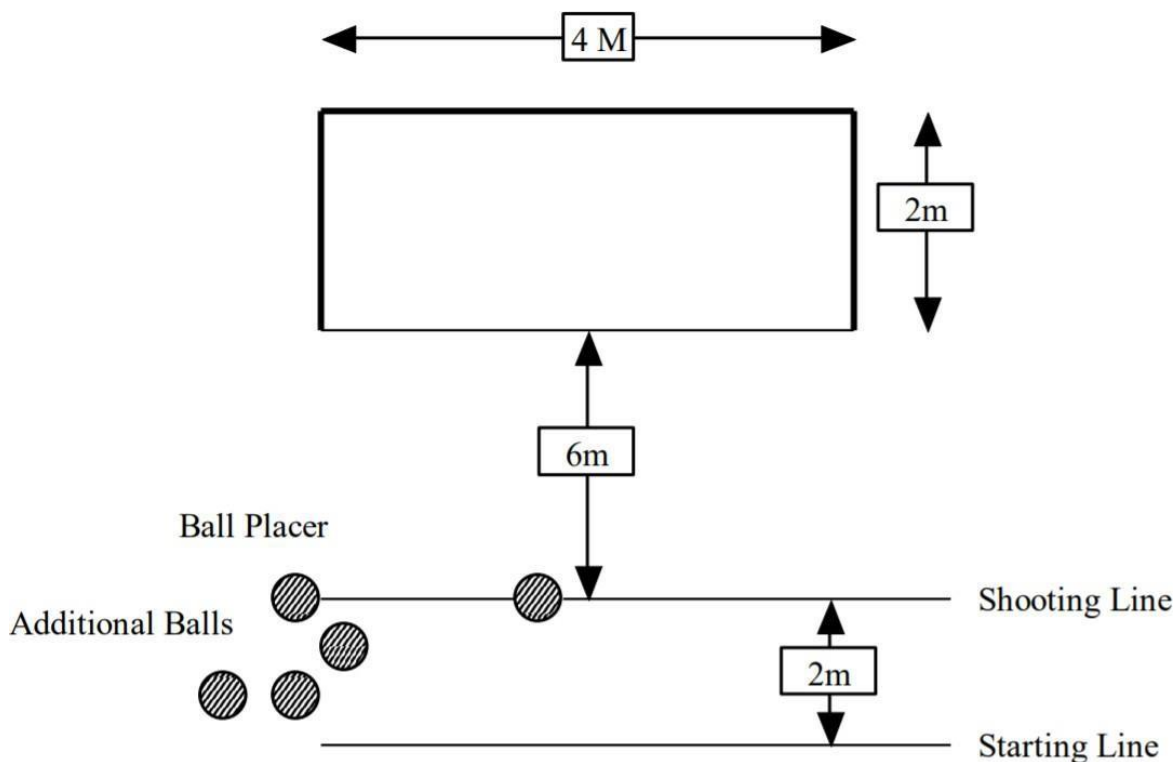 4 M
2m
6m
Ball Placer
Shooting Line
Additional Balls
2m
Starting Line